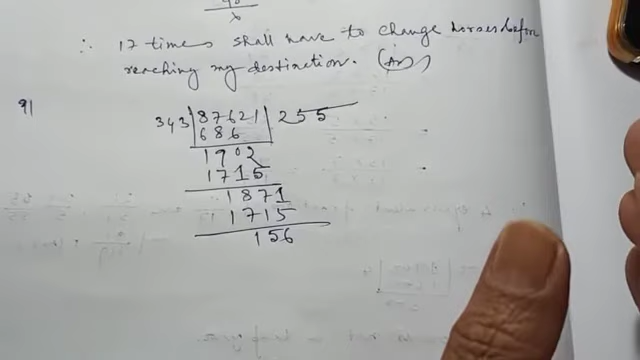 ∴ 17 times shall have to change horses before
reaching my destination. (Ans)
91
343 | 87621 | 255
686
1902
1715
1871
1715
156